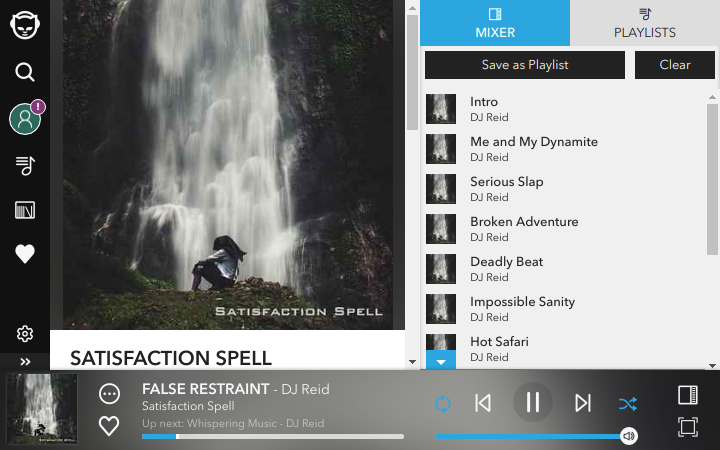 !
SATISFACTION SPELL
SATISFACTION SPELL
MIXER
PLAYLISTS
Save as Playlist
Clear
Intro
DJ Reid
Me and My Dynamite
DJ Reid
Serious Slap
DJ Reid
Broken Adventure
DJ Reid
Deadly Beat
DJ Reid
Impossible Sanity
DJ Reid
Hot Safari
DJ Reid
FALSE RESTRAINT - DJ Reid
Satisfaction Spell
Up next: Whispering Music - DJ Reid